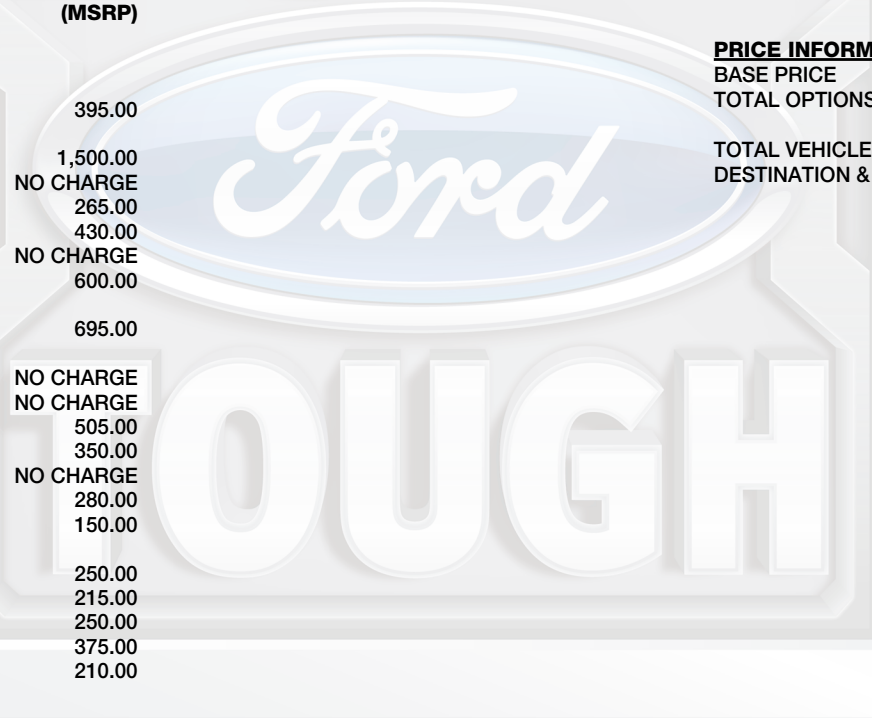 (MSRP)
395.00
1,500.00
NO CHARGE
265.00
430.00
NO CHARGE
600.00
695.00
NO CHARGE
NO CHARGE
505.00
350.00
NO CHARGE
280.00
150.00
250.00
215.00
250.00
375.00
210.00
PRICE INFORM
BASE PRICE
TOTAL OPTIONS
TOTAL VEHICLE
DESTINATION &
Ford
TOUGH